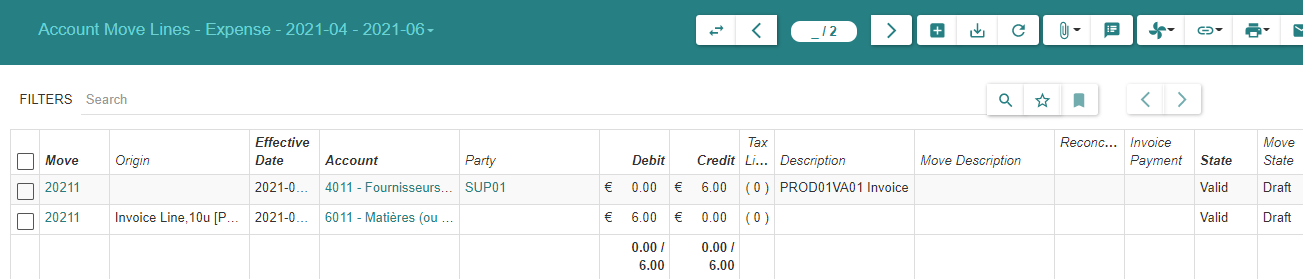 Account Move Lines - Expense - 2021-04 - 2021-06
_ / 2
FILTERS Search
Move Origin Effective Date Account Party Debit Credit Tax Li... Description Move Description Reconc... Invoice Payment State Move State
20211 2021-0... 4011 - Fournisseurs... SUP01 € 0.00 € 6.00 ( 0 ) PROD01VA01 Invoice Valid Draft
20211 Invoice Line,10u [P... 2021-0... 6011 - Matières (ou ... € 6.00 € 0.00 ( 0 ) Valid Draft
0.00 / 0.00 /
6.00 6.00